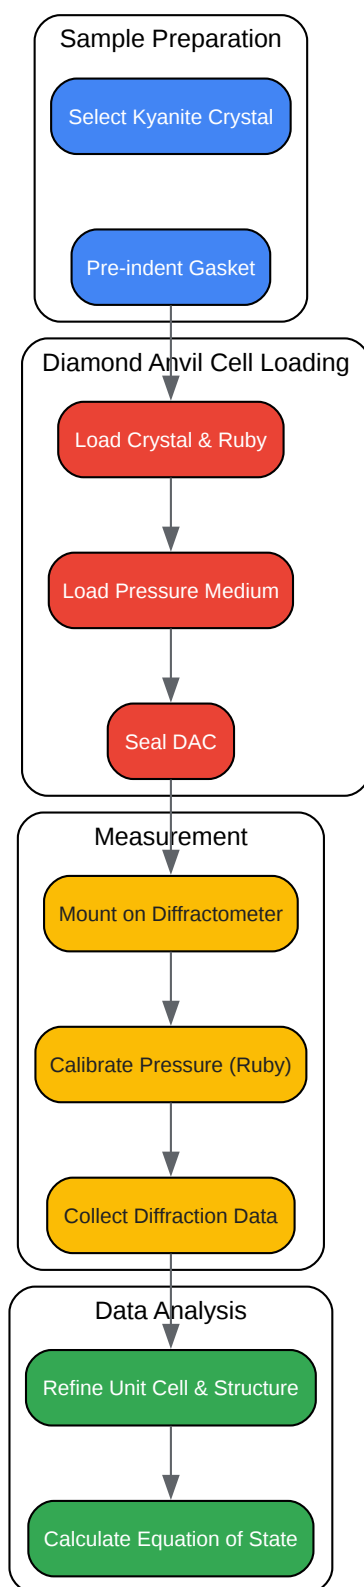 Sample Preparation
Select Kyanite Crystal
Pre-indent Gasket
Diamond Anvil Cell Loading
Load Crystal & Ruby
Load Pressure Medium
Seal DAC
Measurement
Mount on Diffractometer
Calibrate Pressure (Ruby)
Collect Diffraction Data
Data Analysis
Refine Unit Cell & Structure
Calculate Equation of State